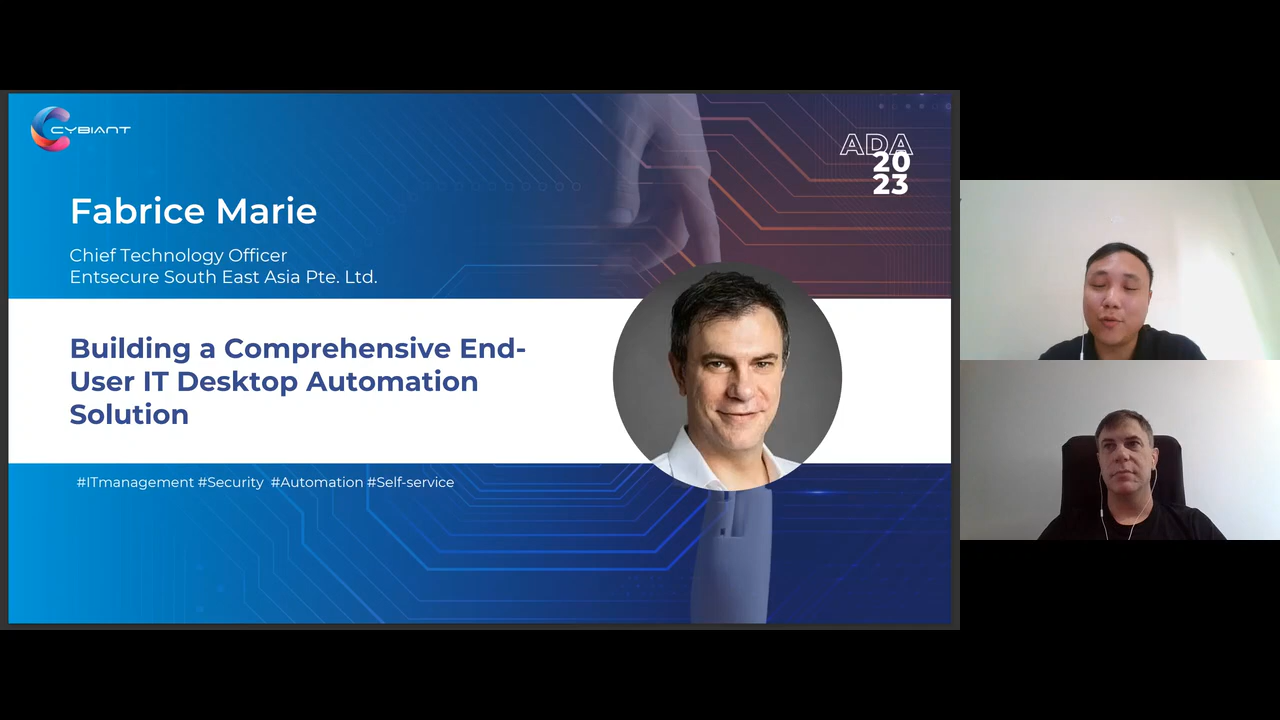 CYBIANT
ADA
20
23
Fabrice Marie
Chief Technology Officer
Entsecure South East Asia Pte. Ltd.
Building a Comprehensive End-
User IT Desktop Automation
Solution
#ITmanagement #Security #Automation #Self-service